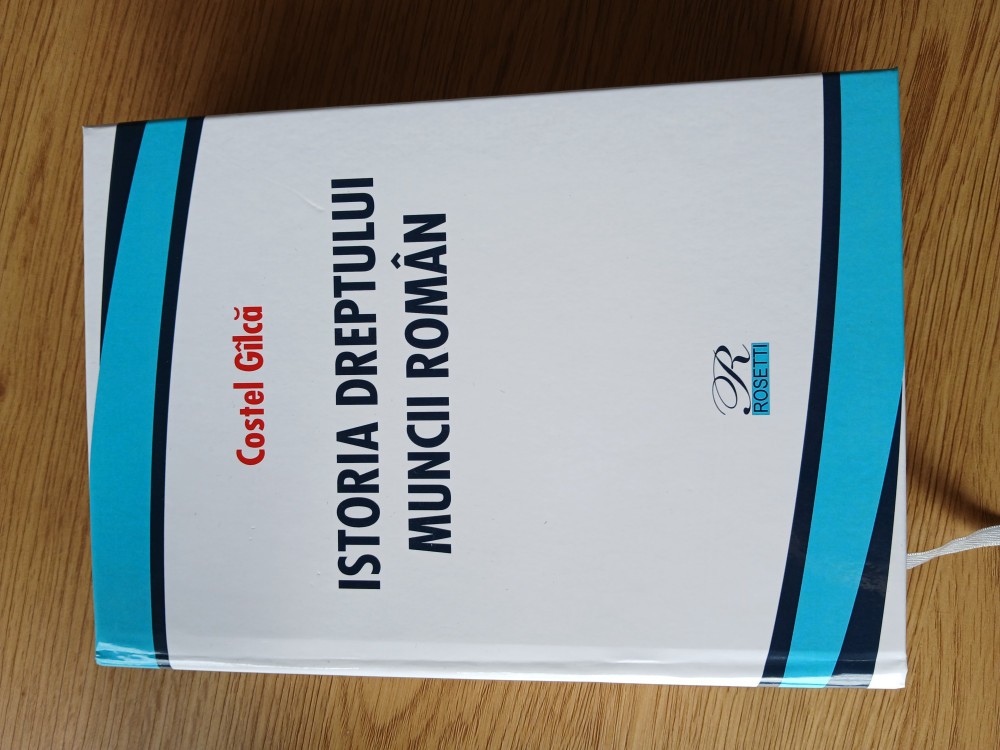 Costel Gîlcă
ISTORIA DREPTULUI
MUNCII ROMÂN
R
ROSETTI